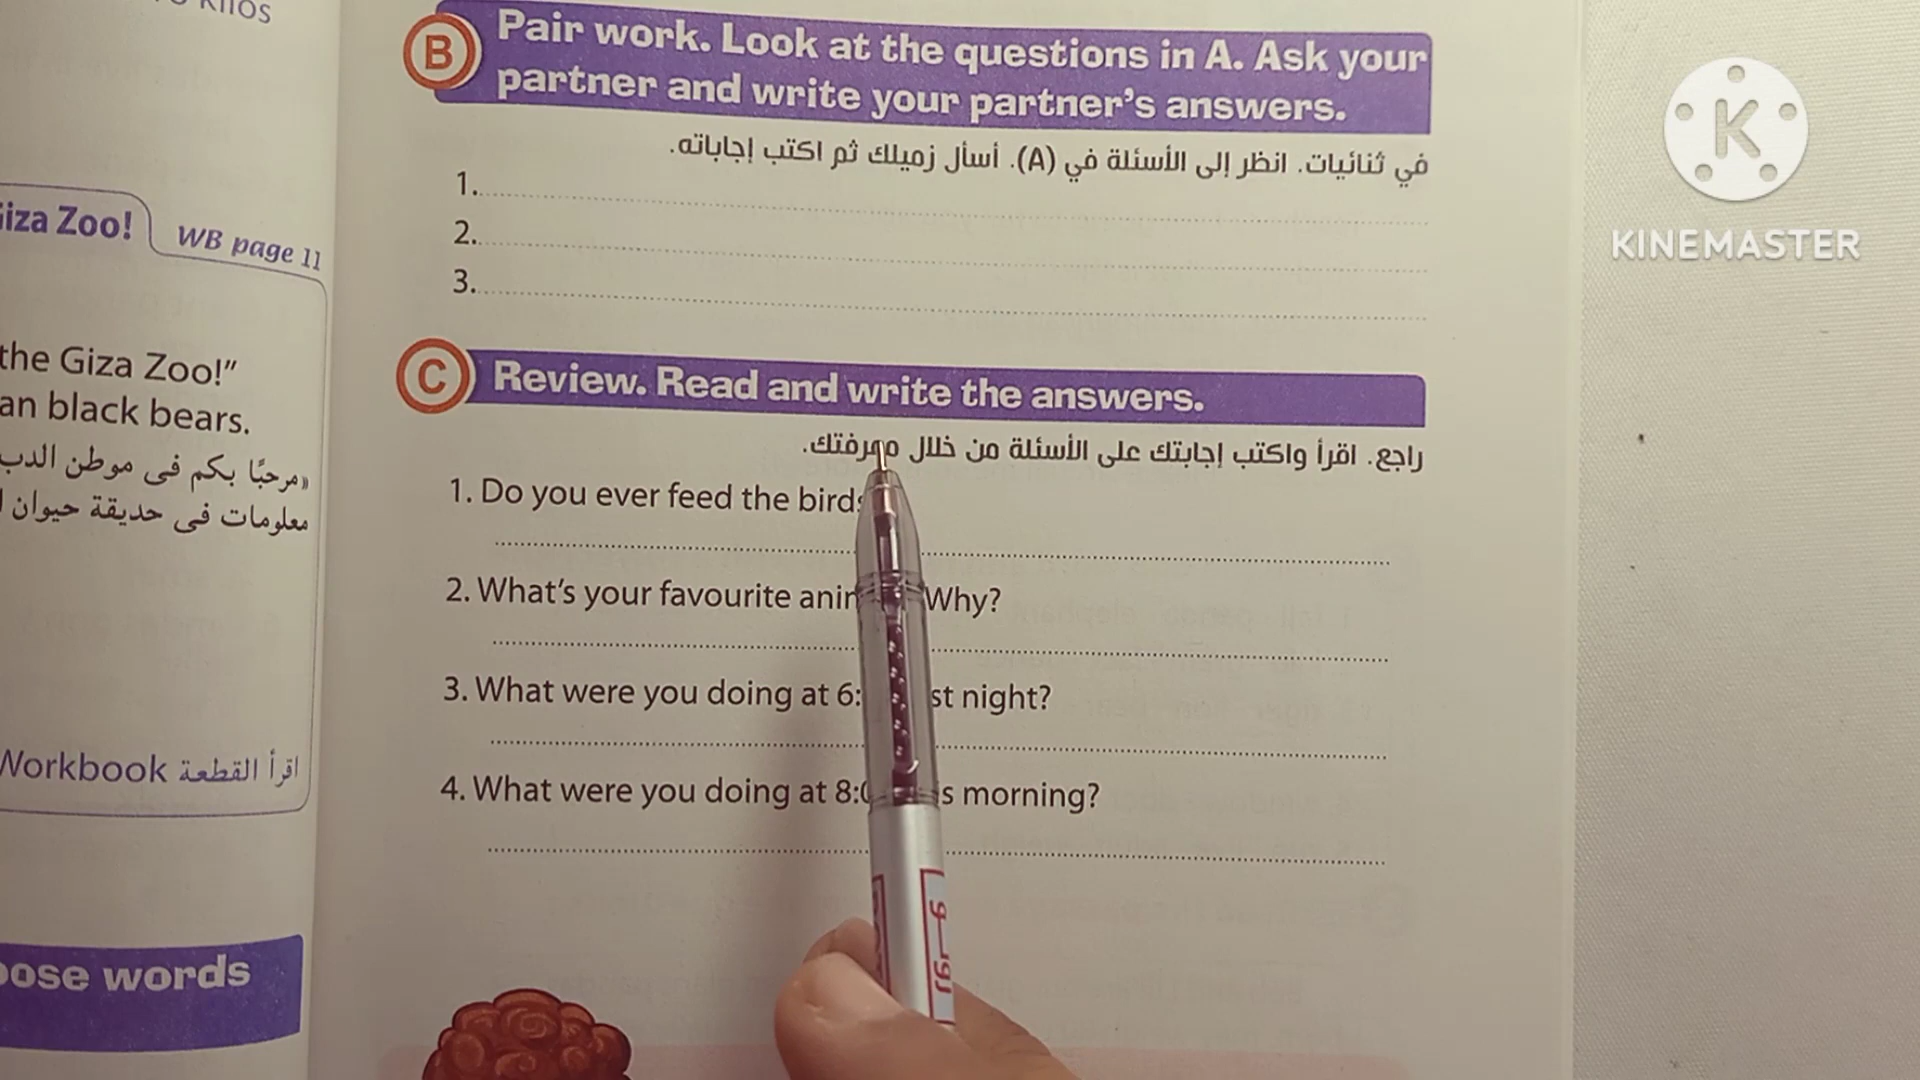 KILOS
B Pair work. Look at the questions in A. Ask your
partner and write your partner's answers.
في ثنائيات. انظر إلى الأسئلة في (A). أسأل زميلك ثم اكتب إجاباته.
1.
2.
3.
Giza Zoo!
WB page 11
the Giza Zoo!"
an black bears.
«مرحبًا بكم فى موطن الدب
معلومات فى حديقة حيوان
Workbook اقرأ القطعة
ose words
C Review. Read and write the answers.
راجع. اقرأ واكتب إجابتك على الأسئلة من خلال معرفتك.
1. Do you ever feed the birds
2. What's your favourite Why?
3. What were you doing at 6: night?
4. What were you doing at 8: morning?
K
KINEMASTER